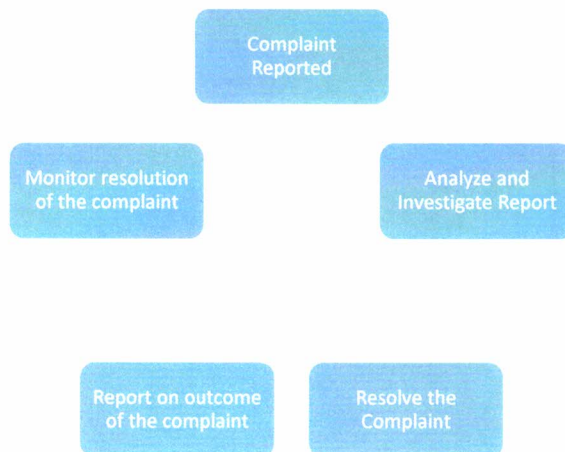 Complaint
Reported
Analyze and
Investigate Report
Resolve the
Complaint
Report on outcome
of the complaint
Monitor resolution
of the complaint